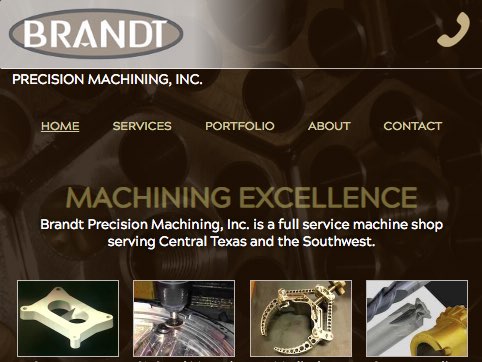 BRANDT
PRECISION MACHINING, INC.
HOME SERVICES PORTFOLIO ABOUT CONTACT
MACHINING EXCELLENCE
Brandt Precision Machining, Inc. is a full service machine shop
serving Central Texas and the Southwest.